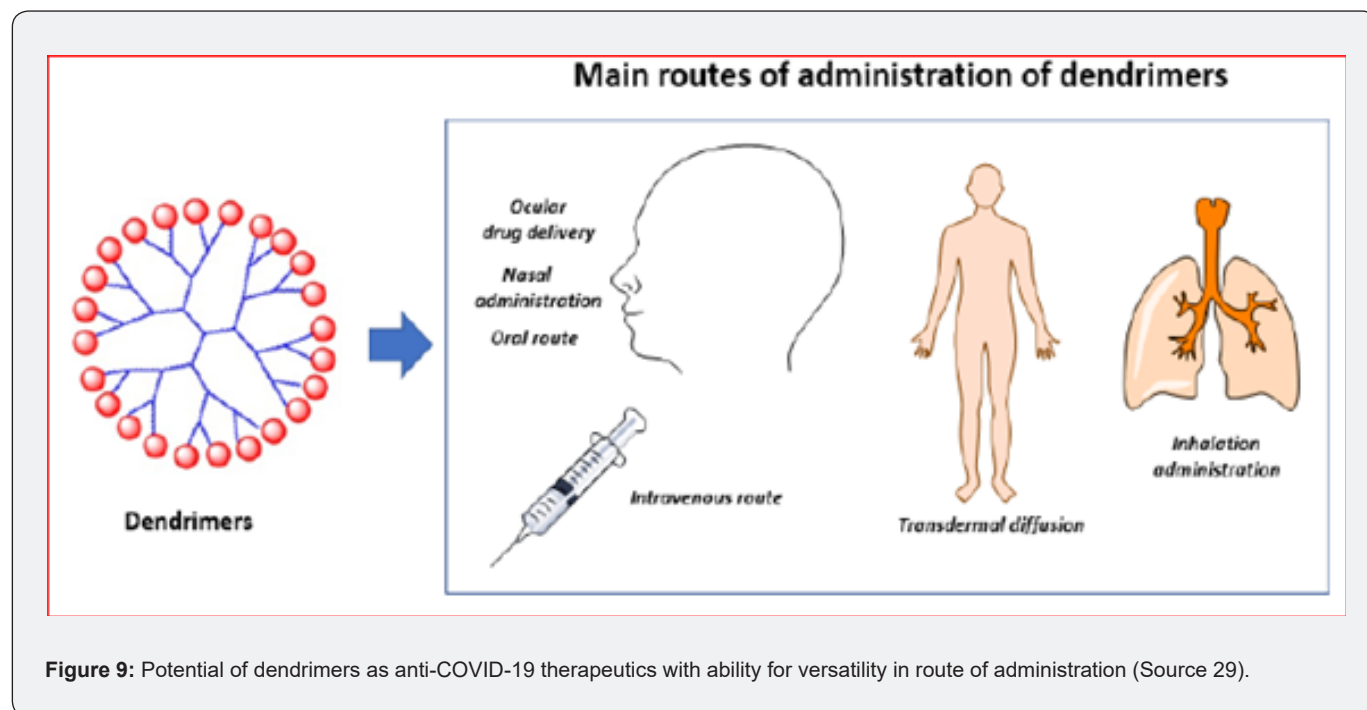 Main routes of administration of dendrimers
Ocular
drug delivery
Nasal
administration
Oral route
Intravenous route
Transdermal diffusion
Inhalation
administration
Dendrimers
Figure 9: Potential of dendrimers as anti-COVID-19 therapeutics with ability for versatility in route of administration (Source 29).